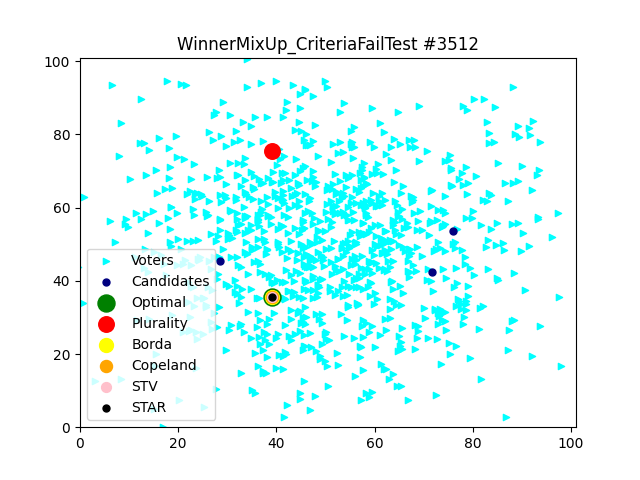 WinnerMixUp_CriteriaFailTest #3512
100
80
60
40
20
0
Voters
Candidates
Optimal
Plurality
Borda
Copeland
STV
STAR
0 20 40 60 80 100